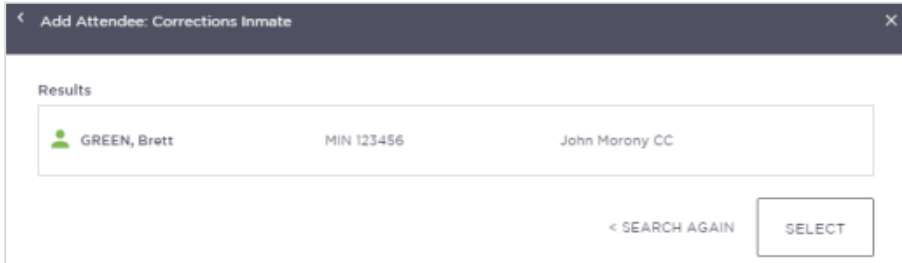 < Add Attendee: Corrections Inmate ×
Results
GREEN, Brett MIN 123456 John Morony CC
< SEARCH AGAIN SELECT